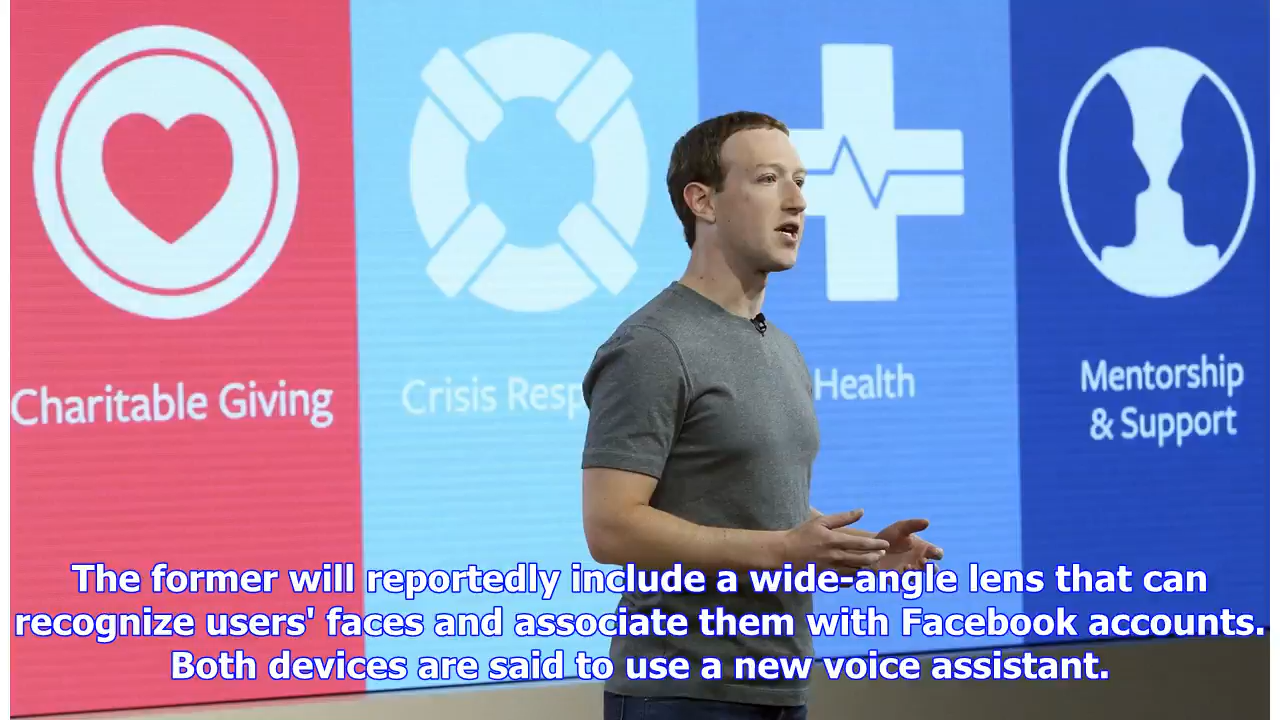 Charitable Giving
Crisis Resp
Health
Mentorship
& Support
The former will reportedly include a wide-angle lens that can
recognize users' faces and associate them with Facebook accounts.
Both devices are said to use a new voice assistant.